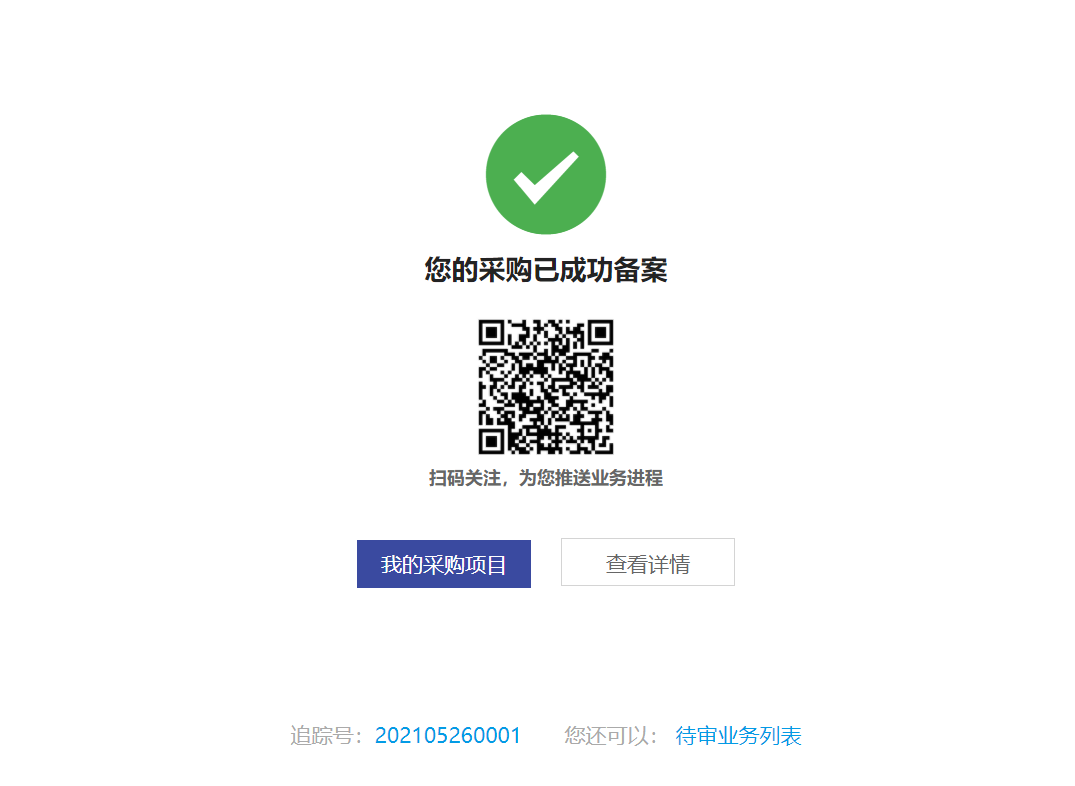 您的采购已成功备案
扫码关注，为您推送业务进程
我的采购项目 查看详情
追踪号：202105260001 您还可以： 待审业务列表